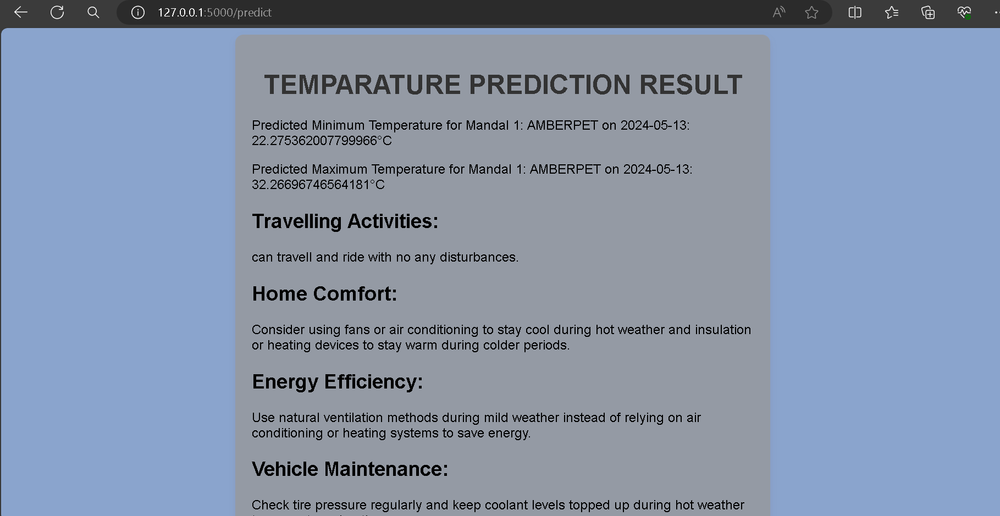 127.0.0.1:5000/predict
TEMPARATURE PREDICTION RESULT
Predicted Minimum Temperature for Mandal 1: AMBERPET on 2024-05-13:
22.275362007799966°C
Predicted Maximum Temperature for Mandal 1: AMBERPET on 2024-05-13:
32.26696746564181°C
Travelling Activities:
can travell and ride with no any disturbances.
Home Comfort:
Consider using fans or air conditioning to stay cool during hot weather and insulation
or heating devices to stay warm during colder periods.
Energy Efficiency:
Use natural ventilation methods during mild weather instead of relying on air
conditioning or heating systems to save energy.
Vehicle Maintenance:
Check tire pressure regularly and keep coolant levels topped up during hot weather